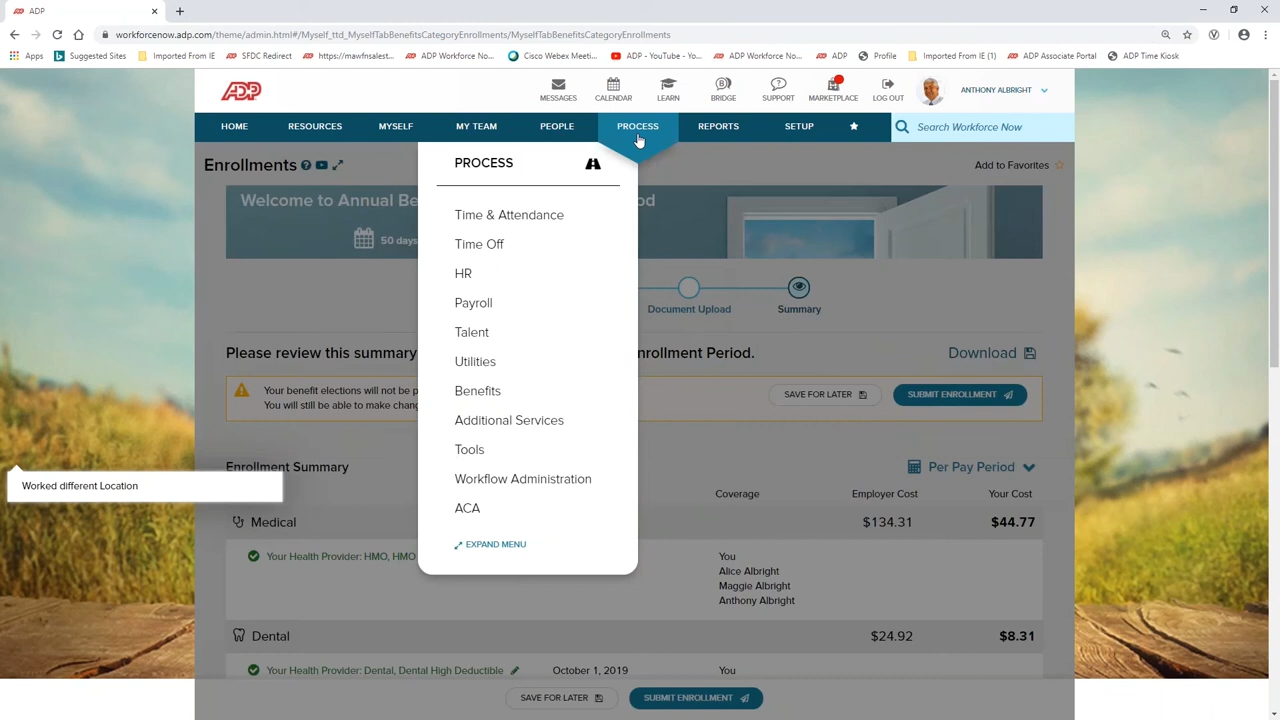 ADP
workforcenow.adp.com/theme/admin.html#/Myself_ttd_MyselfTabBenefitsCategoryEnrollments/MyselfTabBenefitsCategoryEnrollments
Apps Suggested Sites Imported From IE SFDC Redirect https://mawfnsalest... ADP Workforce No... Cisco Webex Meet... ADP - YouTube - Yo... ADP Workforce No... ADP Profile Imported From IE (1) ADP Associate Portal ADP Time Kiosk
ADP MESSAGES CALENDAR LEARN BRIDGE SUPPORT MARKETPLACE LOG OUT ANTHONY ALBRIGHT
HOME RESOURCES MYSELF MY TEAM PEOPLE PROCESS REPORTS SETUP Search Workforce Now
Enrollments Add to Favorites
PROCESS
Time & Attendance
Time Off
HR
Payroll
Talent
Utilities
Benefits
Additional Services
Tools
Workflow Administration
ACA
EXPAND MENU
Welcome to Annual Be od
50 days
Document Upload Summary
Please review this summary nrollment Period. Download
Your benefit elections will not be p
You will still be able to make chang
SAVE FOR LATER SUBMIT ENROLLMENT
Enrollment Summary Per Pay Period
Worked different Location
Coverage Employer Cost Your Cost
Medical $134.31 $44.77
Your Health Provider: HMO, HMO You
Alice Albright
Maggie Albright
Anthony Albright
Dental $24.92 $8.31
Your Health Provider: Dental, Dental High Deductible October 1, 2019 You
SAVE FOR LATER SUBMIT ENROLLMENT